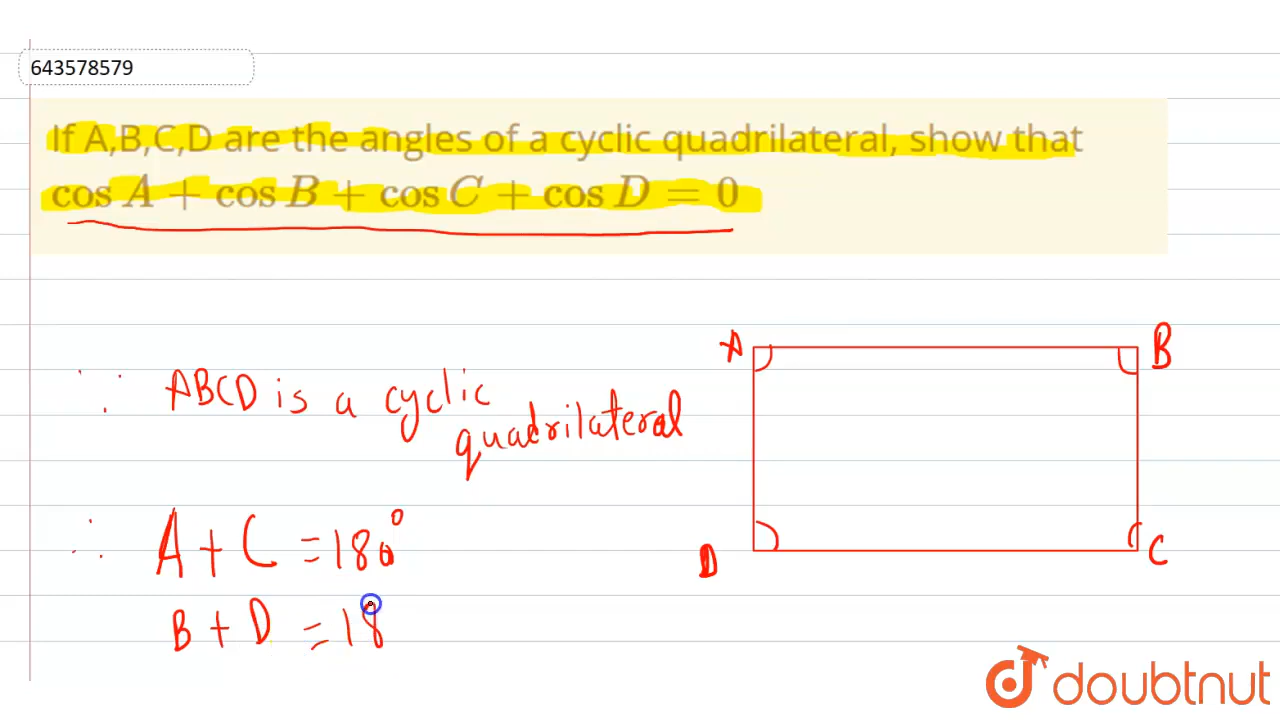 643578579
If A,B,C,D are the angles of a cyclic quadrilateral, show that
cos A + cos B + cos C + cos D = 0
∵ ABCD is a cyclic
quadrilateral
∴ A + C = 180°
B + D = 18
A B
D C
doubtnut